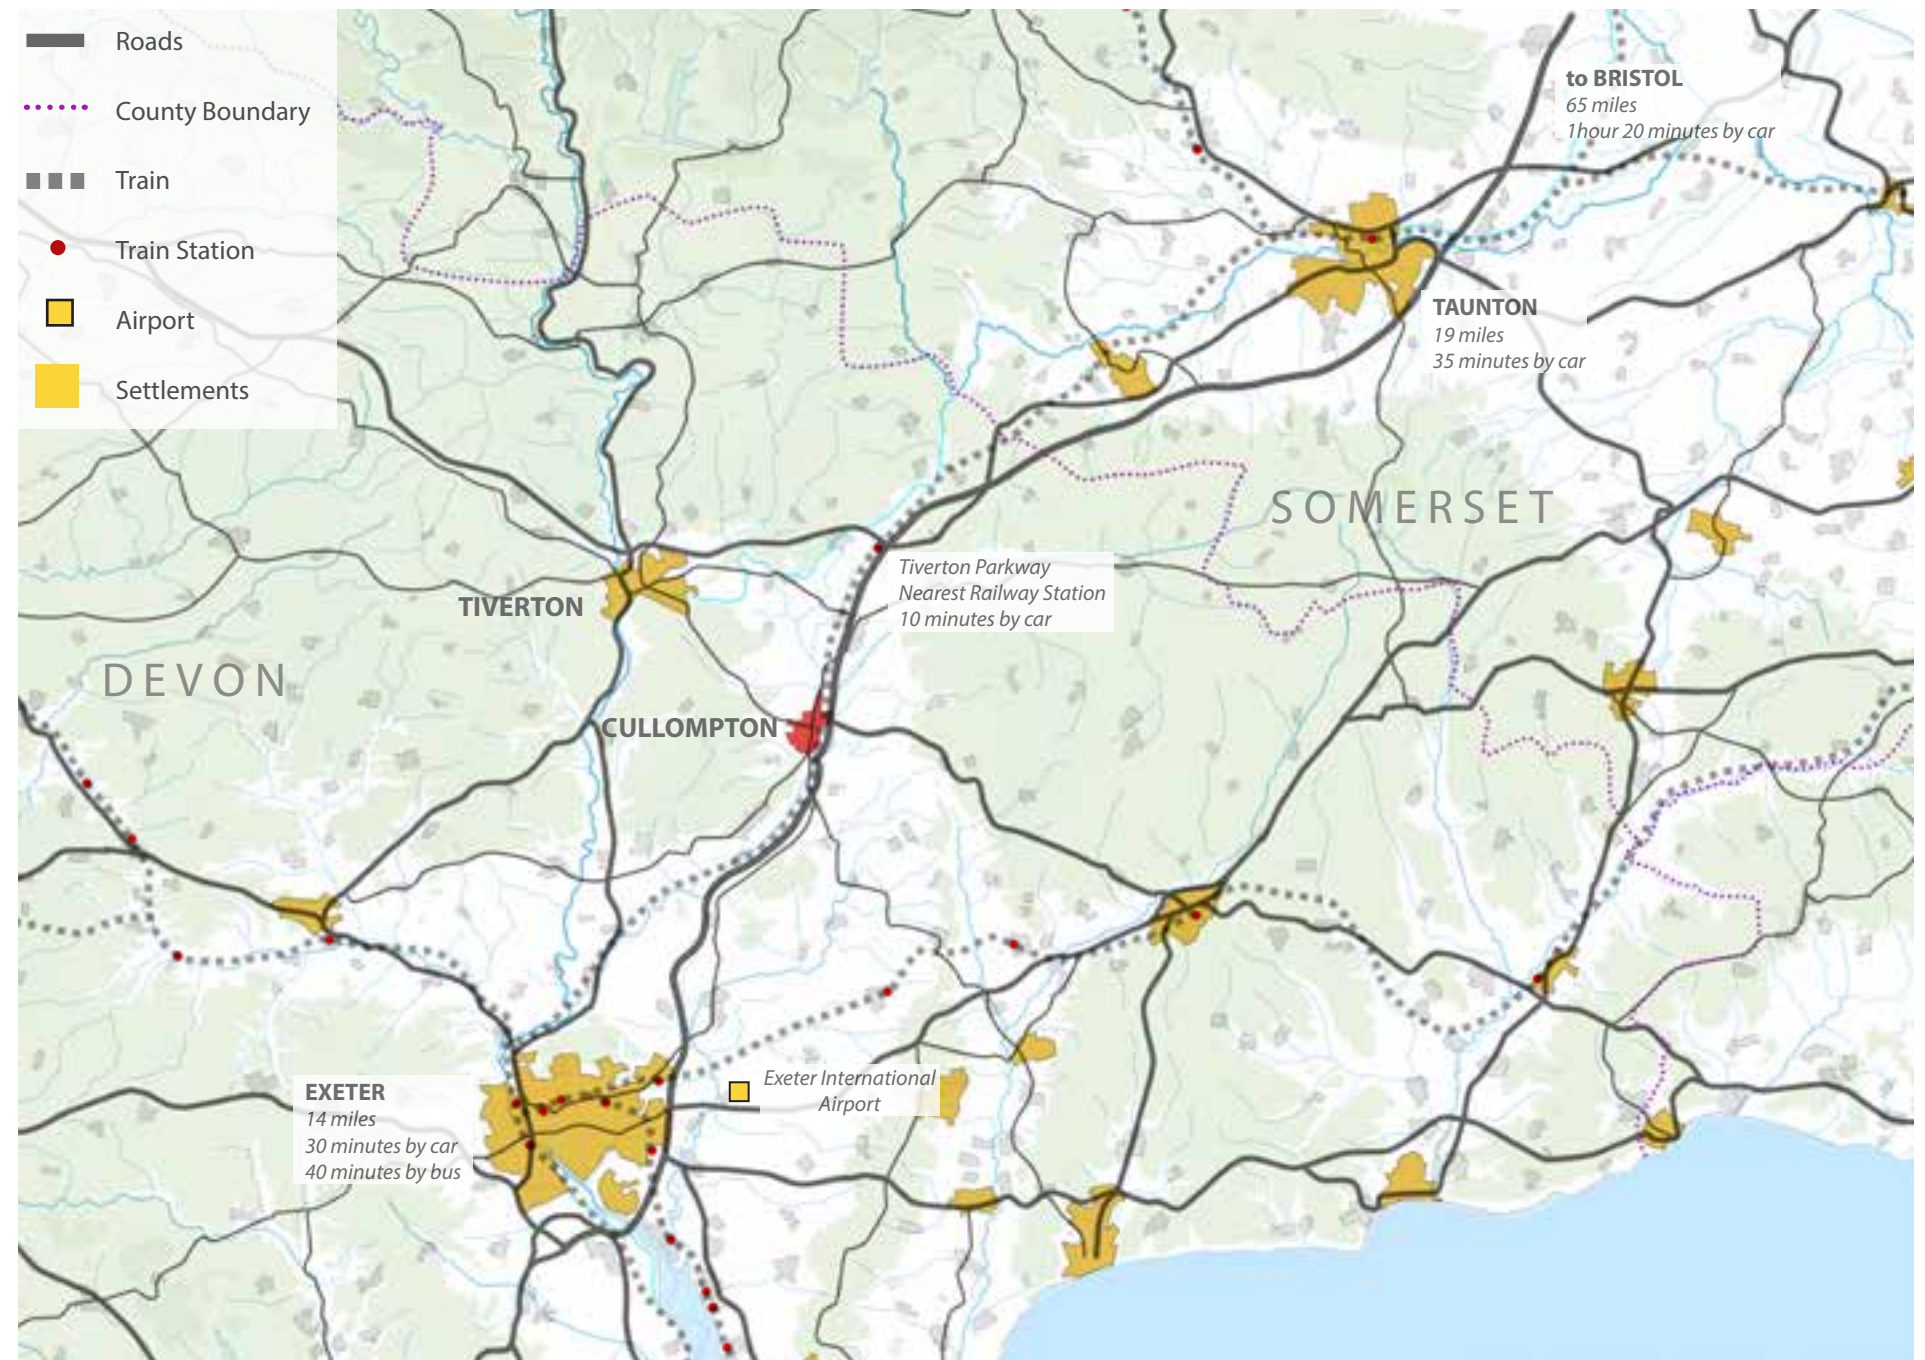 Roads
County Boundary
Train
Train Station
Airport
Settlements
to BRISTOL
65 miles
1hour 20 minutes by car
TAUNTON
19 miles
35 minutes by car
SOMERSET
Tiverton Parkway
Nearest Railway Station
10 minutes by car
TIVERTON
DEVON
CULLOMPTON
EXETER
14 miles
30 minutes by car
40 minutes by bus
Exeter International
Airport